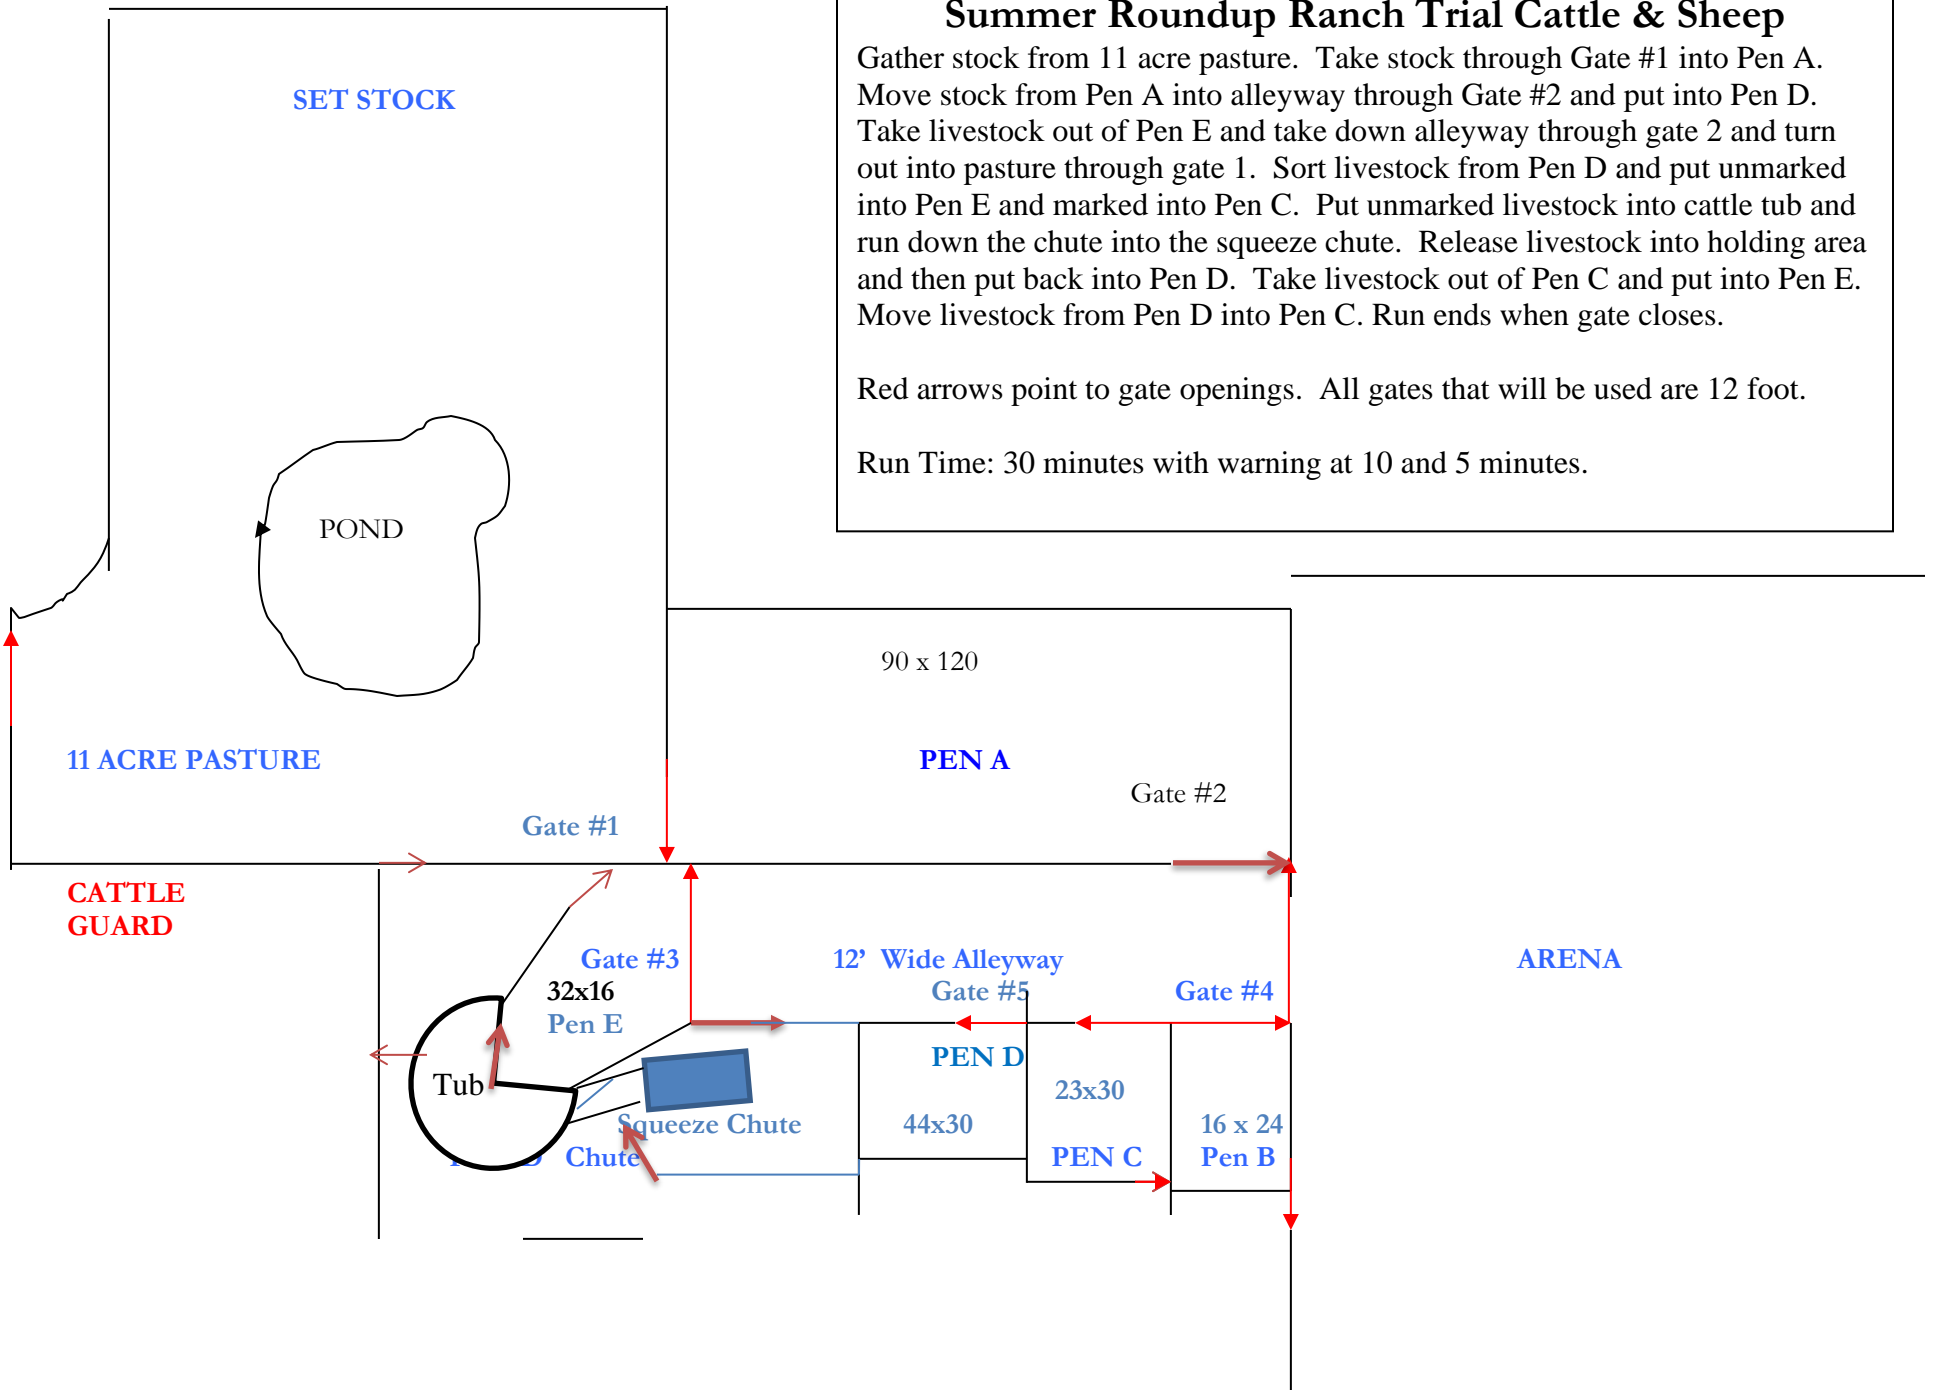 Summer Roundup Ranch Trial Cattle & Sheep
Gather stock from 11 acre pasture. Take stock through Gate #1 into Pen A.
Move stock from Pen A into alleyway through Gate #2 and put into Pen D.
Take livestock out of Pen E and take down alleyway through gate 2 and turn
out into pasture through gate 1. Sort livestock from Pen D and put unmarked
into Pen E and marked into Pen C. Put unmarked livestock into cattle tub and
run down the chute into the squeeze chute. Release livestock into holding area
and then put back into Pen D. Take livestock out of Pen C and put into Pen E.
Move livestock from Pen D into Pen C. Run ends when gate closes.
Red arrows point to gate openings. All gates that will be used are 12 foot.
Run Time: 30 minutes with warning at 10 and 5 minutes.
SET STOCK
POND
90 x 120
11 ACRE PASTURE
PEN A
Gate #2
Gate #1
CATTLE
GUARD
Gate #3
12’ Wide Alleyway
ARENA
32x16
Gate #5
Gate #4
Pen E
PEN D
Tub
23x30
Squeeze Chute
44x30
16 x 24
Chute
PEN C
Pen B